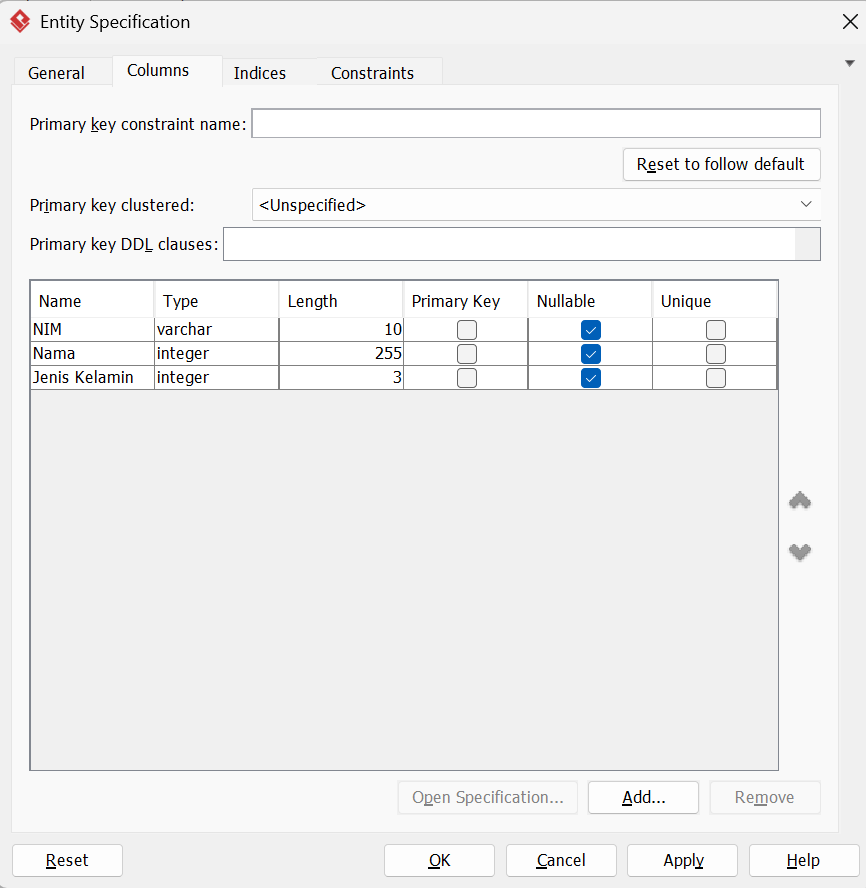 Entity Specification
General Columns Indices Constraints
Primary key constraint name:
Reset to follow default
Primary key clustered: <Unspecified>
Primary key DDL clauses:
Name Type Length Primary Key Nullable Unique
NIM varchar 10
Nama integer 255
Jenis Kelamin integer 3
Open Specification... Add... Remove
Reset OK Cancel Apply Help